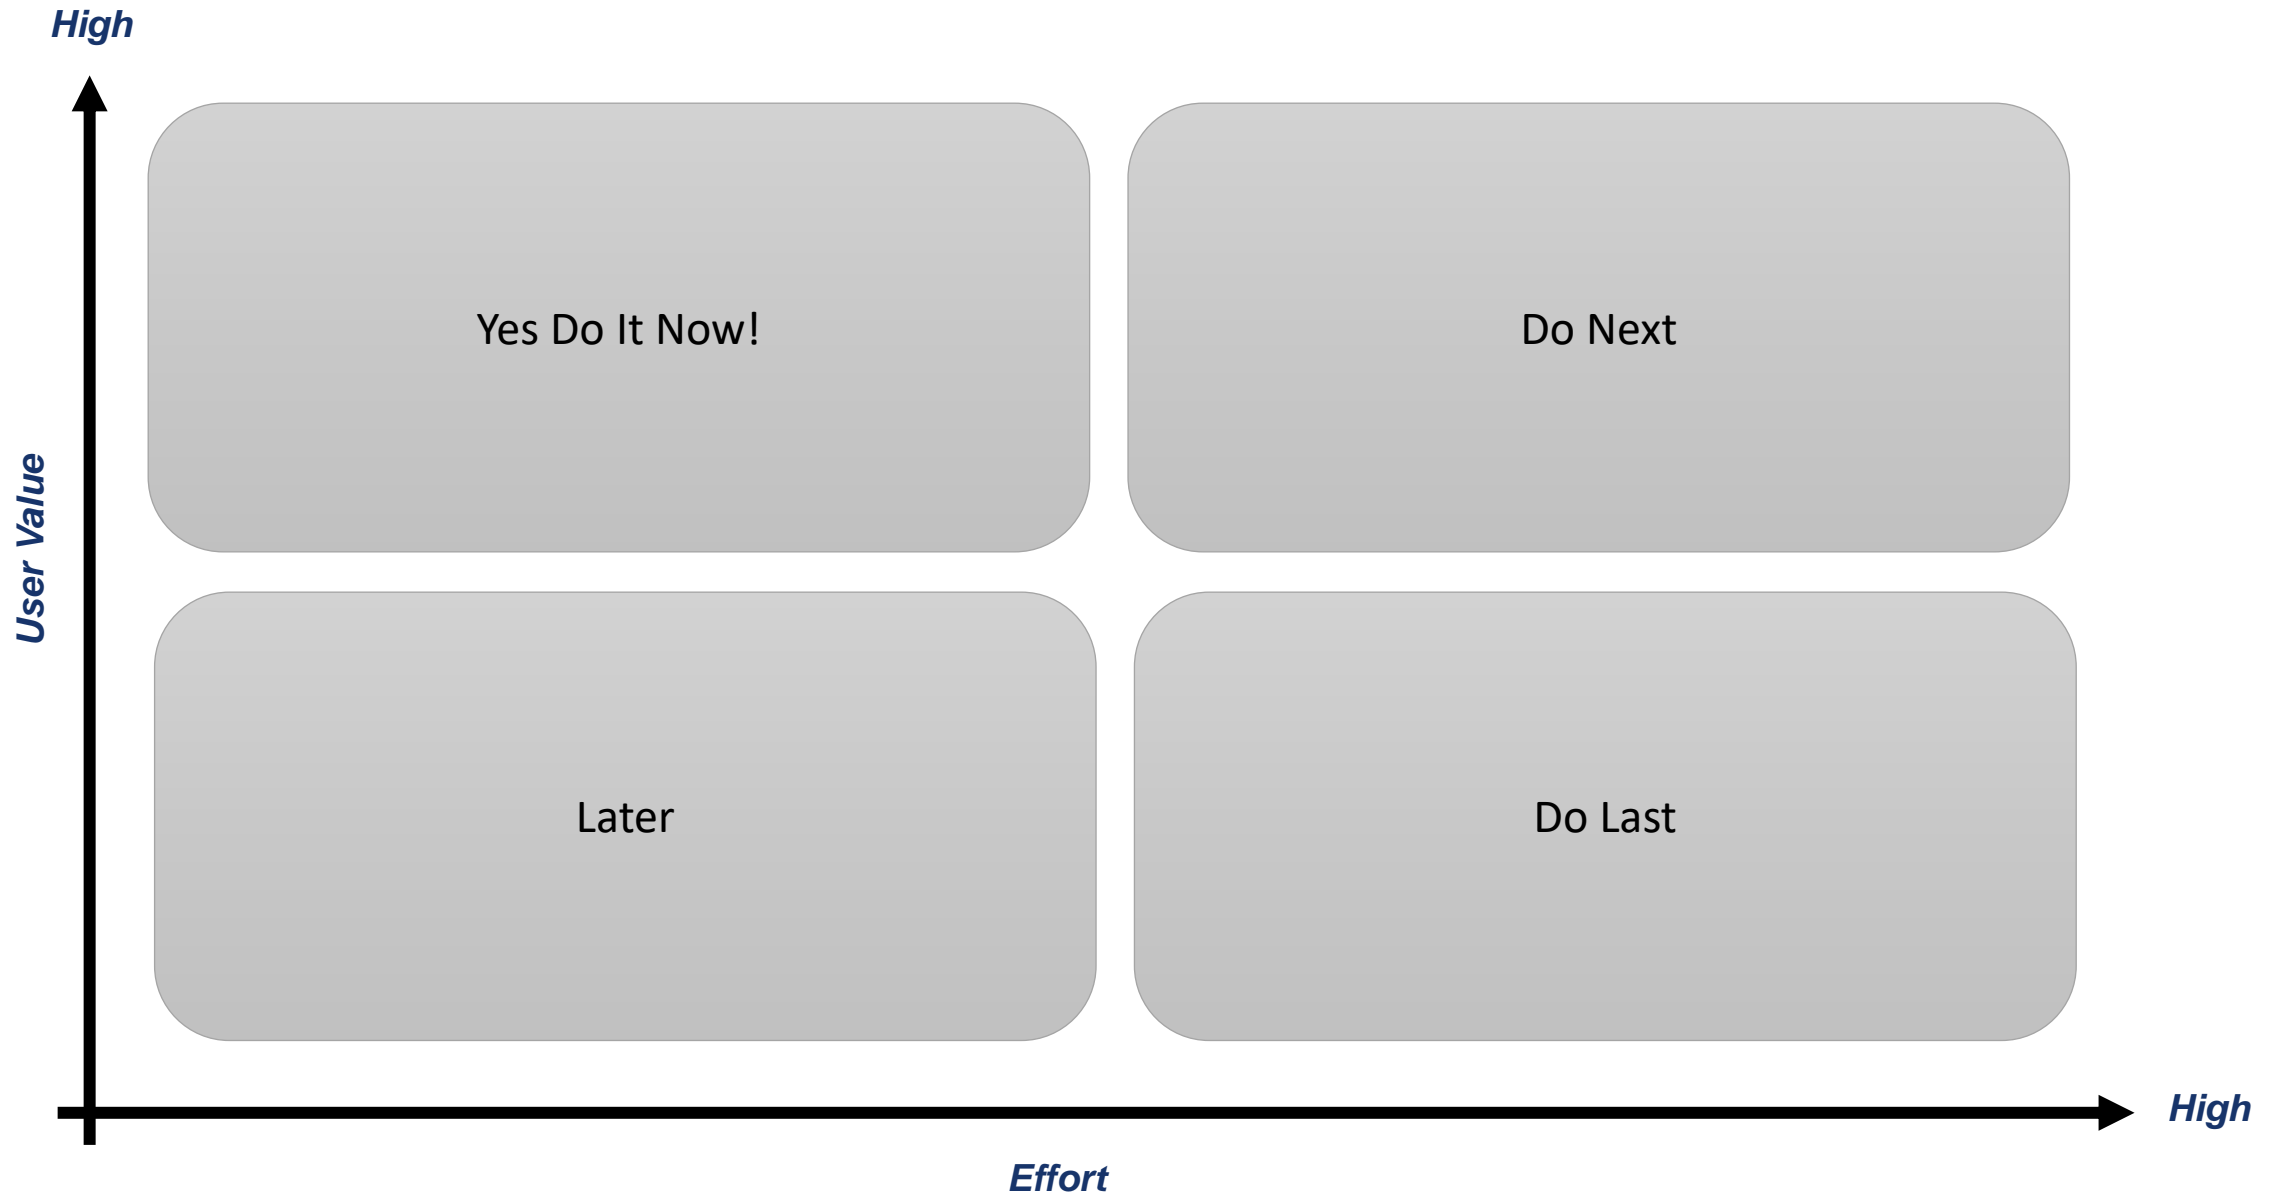 High
Yes Do It Now!
Do Next
User Value
Later
Do Last
High
Effort